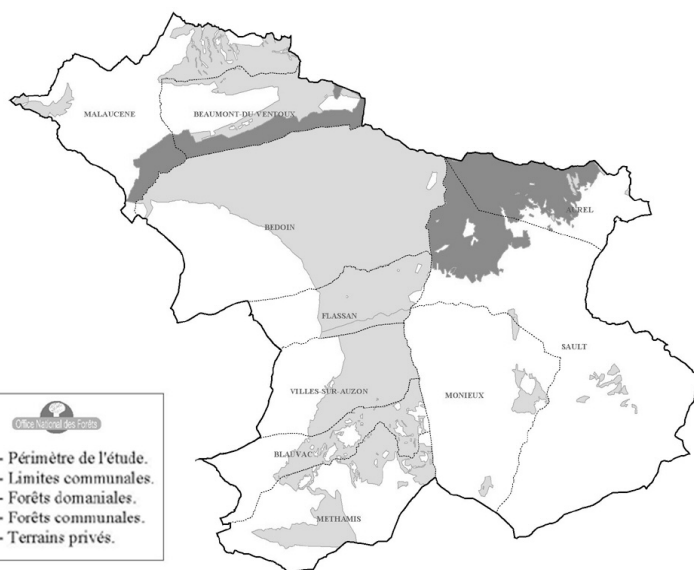 MALAUCENE
BEAUMONT-DU-VENTOUX
AUREL
BEDOIN
FLASSAN
SAULT
VILLES-SUR-AUZON
MONIEUX
BLAUVAC
METHAMIS
Office National des Forêts
- Périmètre de l'étude.
- Limites communales.
- Forêts domaniales.
- Forêts communales.
- Terrains privés.